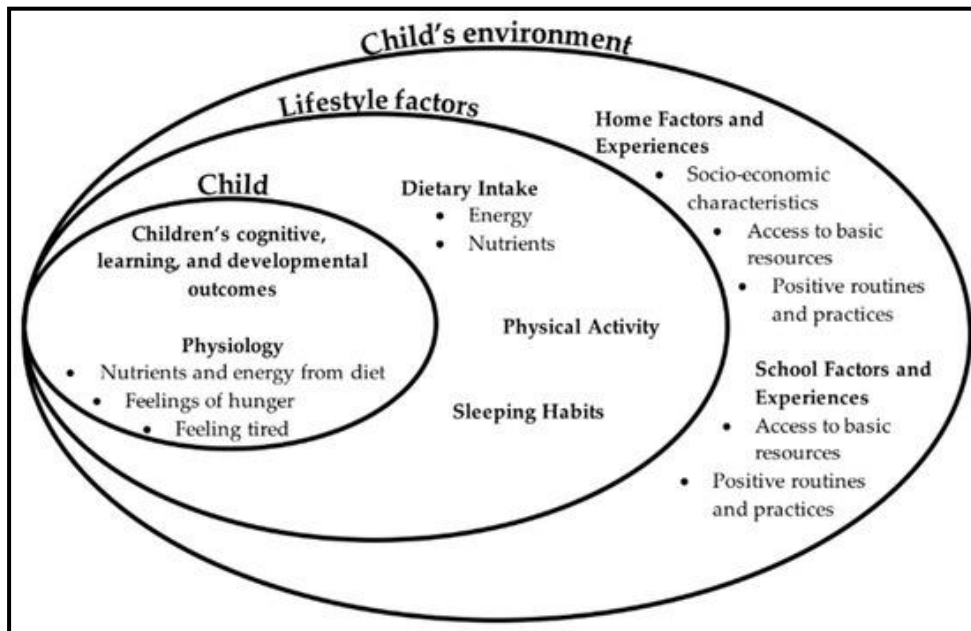 Child's environment
Lifestyle factors
Child
Children's cognitive,
learning, and developmental
outcomes
Physiology
• Nutrients and energy from diet
• Feelings of hunger
• Feeling tired
Dietary Intake
• Energy
• Nutrients
Physical Activity
Sleeping Habits
Home Factors and
Experiences
• Socio-economic
characteristics
• Access to basic
resources
• Positive routines
and practices
School Factors and
Experiences
• Access to basic
resources
• Positive routines
and practices